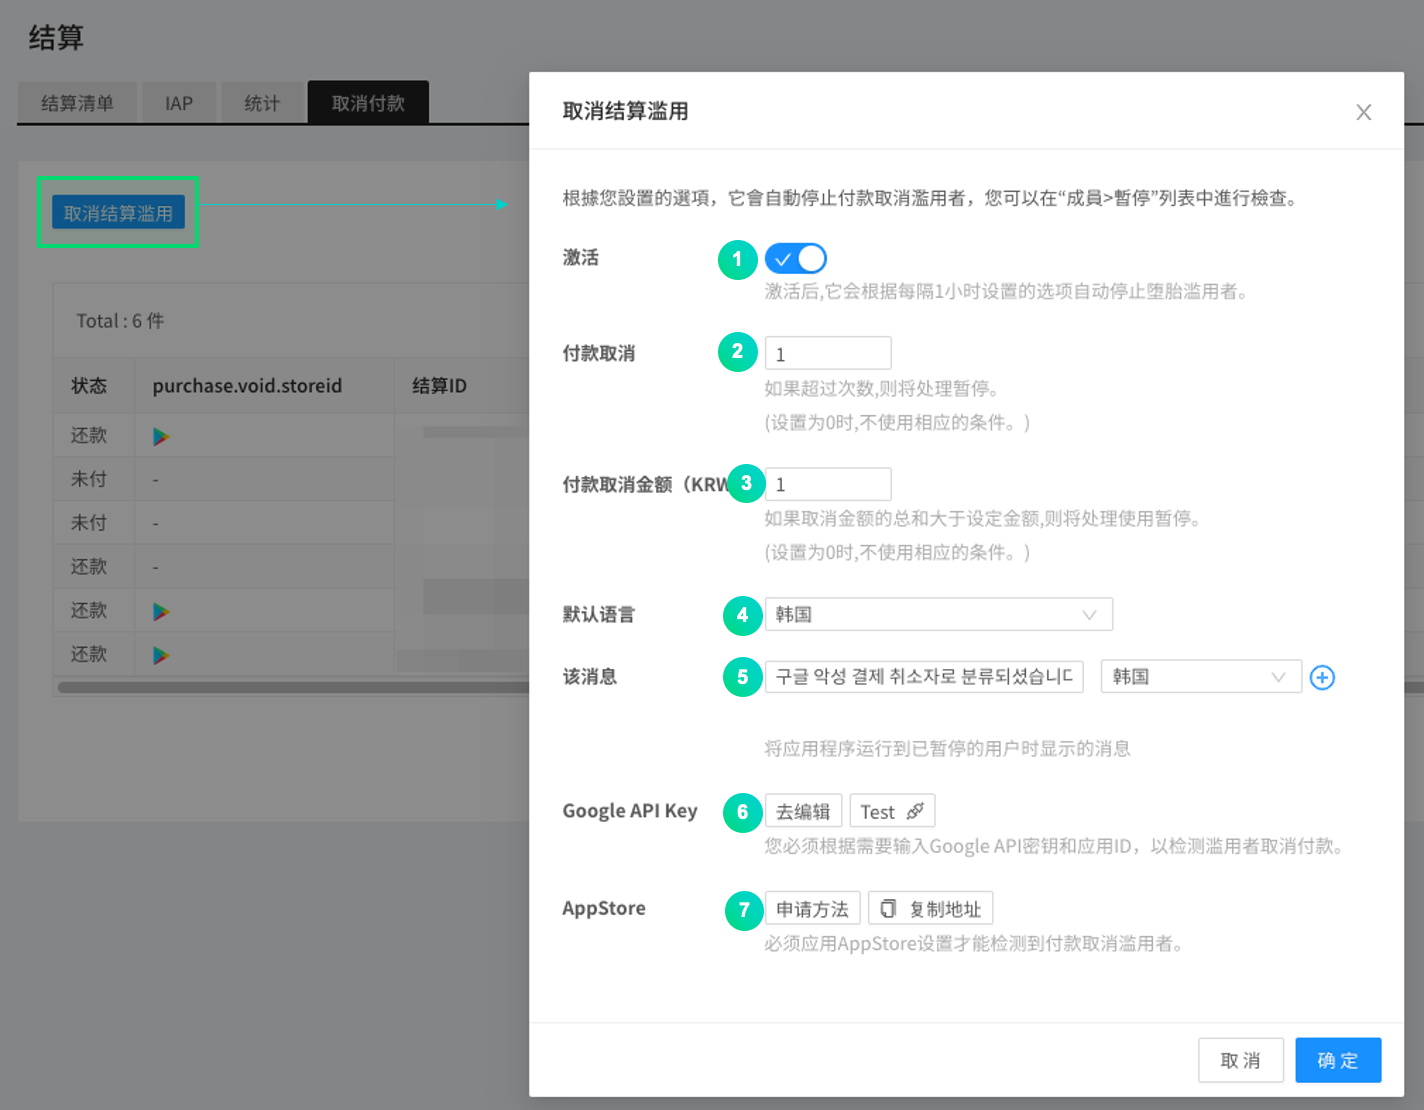 结算
结算清单 IAP 统计 取消付款
取消结算滥用
Total : 6 件
状态 purchase.void.storeid 结算ID
还款
未付 -
未付 -
还款 -
还款
还款
取消结算滥用
根據您設置的選項，它會自動停止付款取消濫用者，您可以在“成員>暫停”列表中進行檢查。
激活 1
激活后,它会根据每隔1小时设置的选项自动停止堕胎滥用者。
付款取消 2 1
如果超过次数,则将处理暂停。
(设置为0时,不使用相应的条件。)
付款取消金额（KRW 3 1
如果取消金额的总和大于设定金额,则将处理使用暂停。
(设置为0时,不使用相应的条件。)
默认语言 4 韩国
该消息 5 구글 악성 결제 취소자로 분류되셨습니다 韩国
将应用程序运行到已暂停的用户时显示的消息
Google API Key 6 去编辑 Test
您必须根据需要输入Google API密钥和应用ID，以检测滥用者取消付款。
AppStore 7 申请方法 复制地址
必须应用AppStore设置才能检测到付款取消滥用者。
取 消 确 定